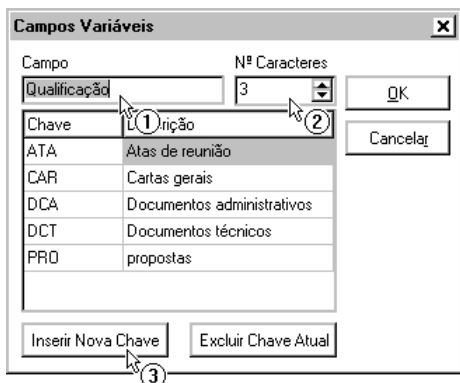 Campos Variáveis
Campo Nº Caracteres
Qualificação 3 OK
1 2
Chave D rição Cancelar
ATA Atas de reunião
CAR Cartas gerais
DCA Documentos administrativos
DCT Documentos técnicos
PRO propostas
Inserir Nova Chave Excluir Chave Atual
3